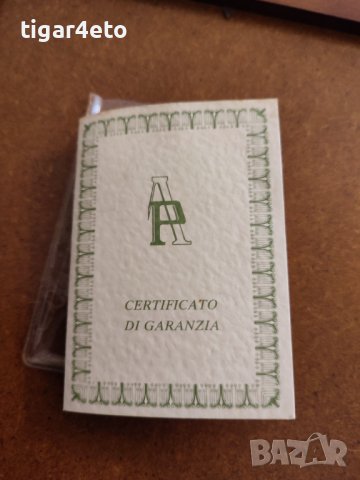 tigar4eto
AP
CERTIFICATO
DI GARANZIA
BAZAR